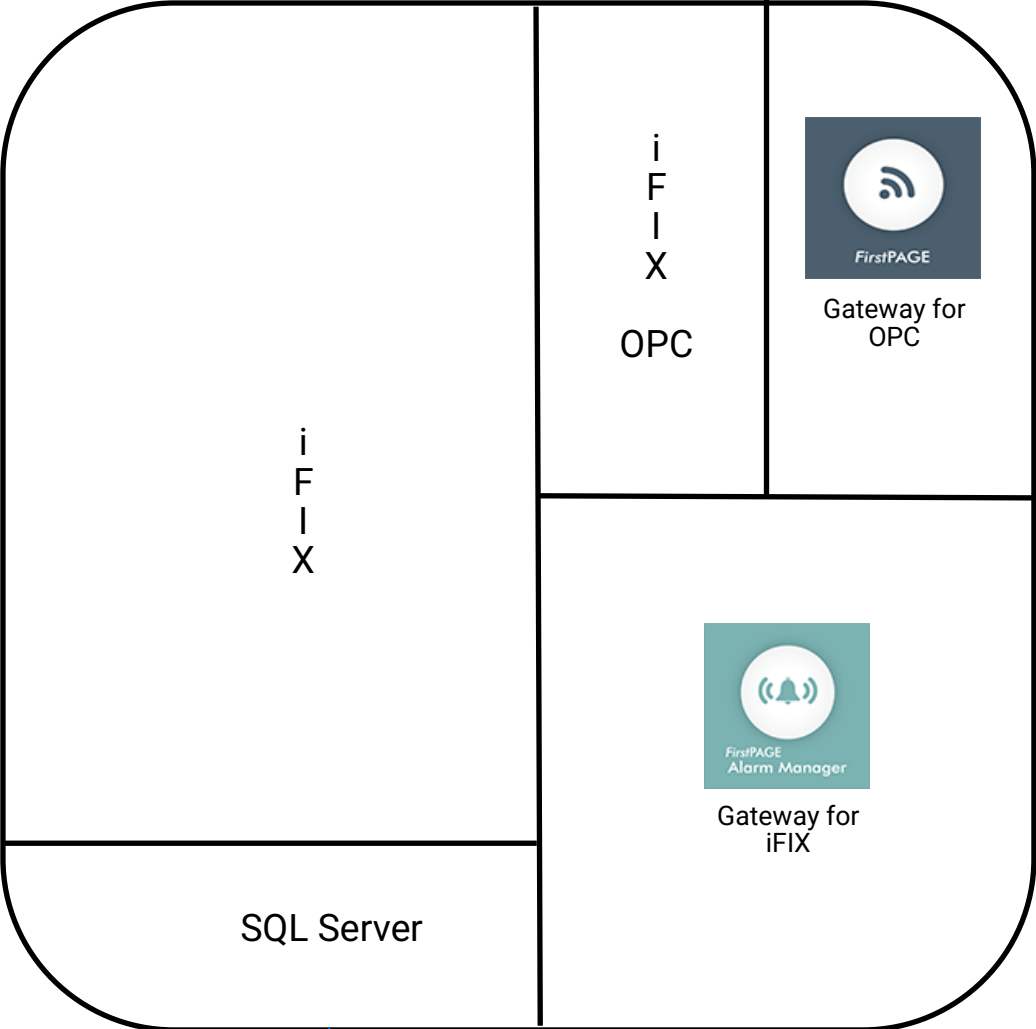 i
F
I
X
OPC
FirstPAGE
Gateway for
OPC
i
F
I
X
FirstPAGE
Alarm Manager
Gateway for
iFIX
SQL Server